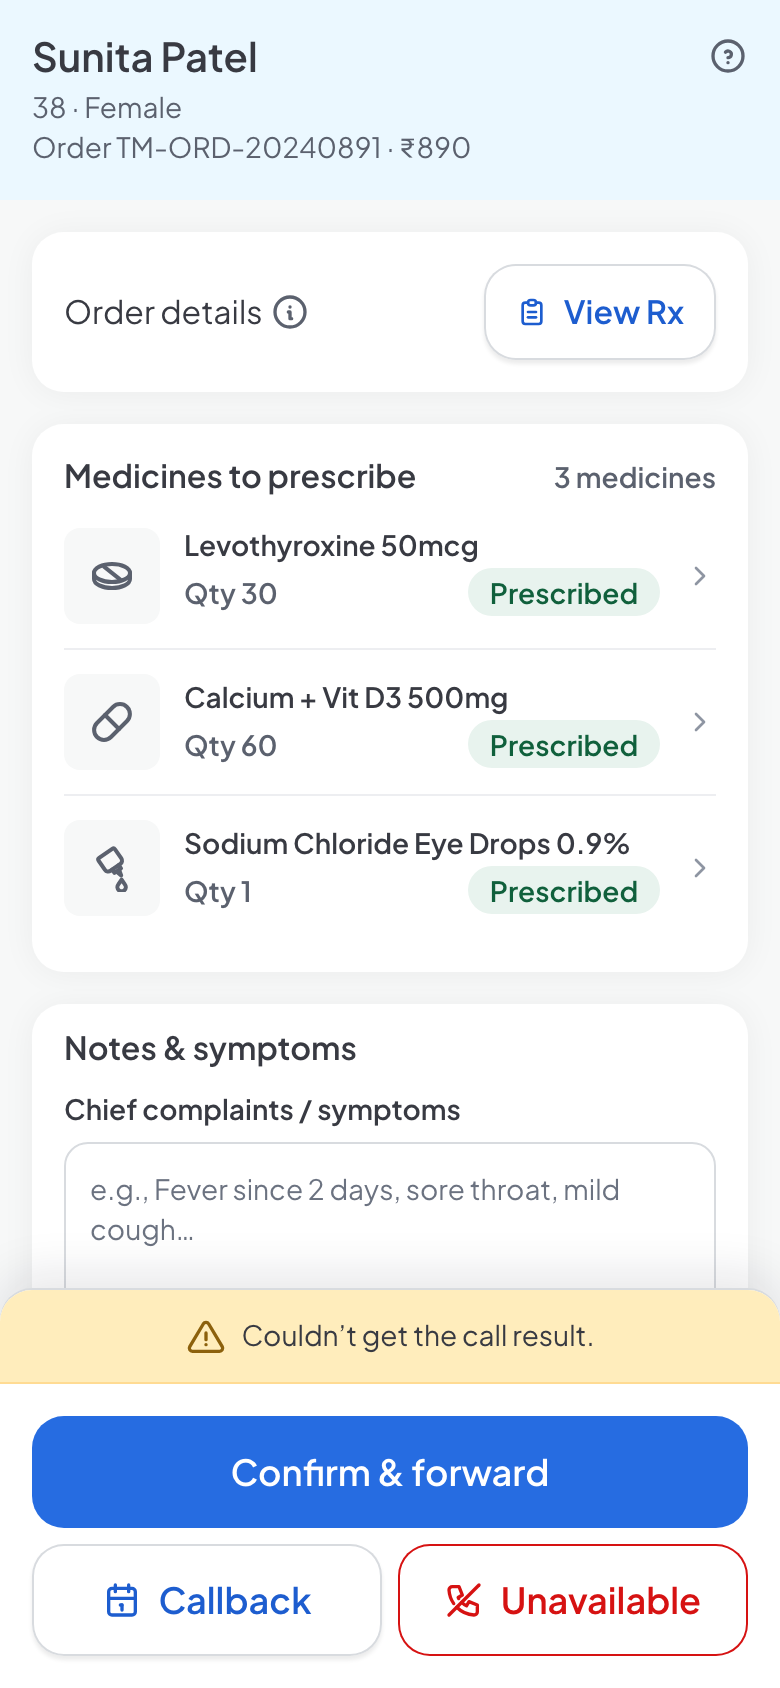 Sunita Patel
38 · Female
Order TM-ORD-20240891 · ₹890
Order details
View Rx
Medicines to prescribe
3 medicines
Levothyroxine 50mcg
Qty 30
Prescribed
Calcium + Vit D3 500mg
Qty 60
Prescribed
Sodium Chloride Eye Drops 0.9%
Qty 1
Prescribed
Notes & symptoms
Chief complaints / symptoms
e.g., Fever since 2 days, sore throat, mild
cough...
Couldn’t get the call result.
Confirm & forward
Callback
Unavailable